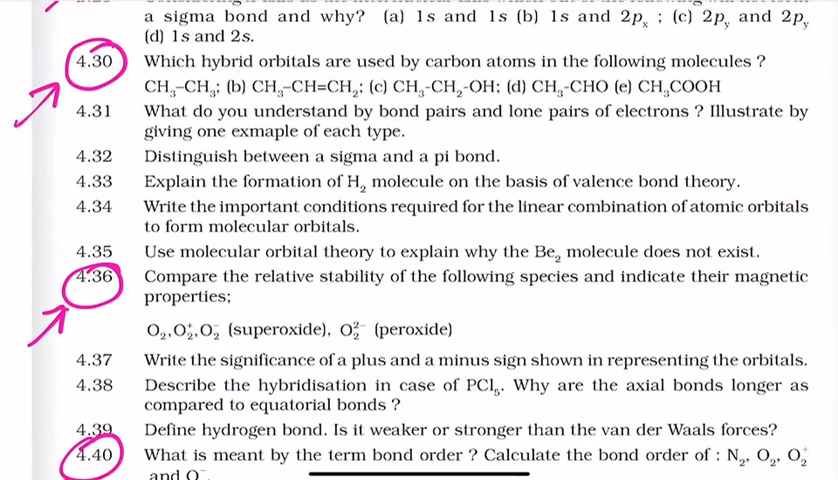 a sigma bond and why? (a) 1s and 1s (b) 1s and 2pₓ ; (c) 2p_y and 2p_y
(d) 1s and 2s.
4.30 Which hybrid orbitals are used by carbon atoms in the following molecules ?
CH₃–CH₃; (b) CH₃–CH=CH₂; (c) CH₃-CH₂-OH; (d) CH₃-CHO (e) CH₃COOH
4.31 What do you understand by bond pairs and lone pairs of electrons ? Illustrate by
giving one exmaple of each type.
4.32 Distinguish between a sigma and a pi bond.
4.33 Explain the formation of H₂ molecule on the basis of valence bond theory.
4.34 Write the important conditions required for the linear combination of atomic orbitals
to form molecular orbitals.
4.35 Use molecular orbital theory to explain why the Be₂ molecule does not exist.
4.36 Compare the relative stability of the following species and indicate their magnetic
properties;
O₂,O₂⁺,O₂⁻ (superoxide), O₂²⁻ (peroxide)
4.37 Write the significance of a plus and a minus sign shown in representing the orbitals.
4.38 Describe the hybridisation in case of PCl₅. Why are the axial bonds longer as
compared to equatorial bonds ?
4.39 Define hydrogen bond. Is it weaker or stronger than the van der Waals forces?
4.40 What is meant by the term bond order ? Calculate the bond order of : N₂, O₂, O₂⁺
and O⁻